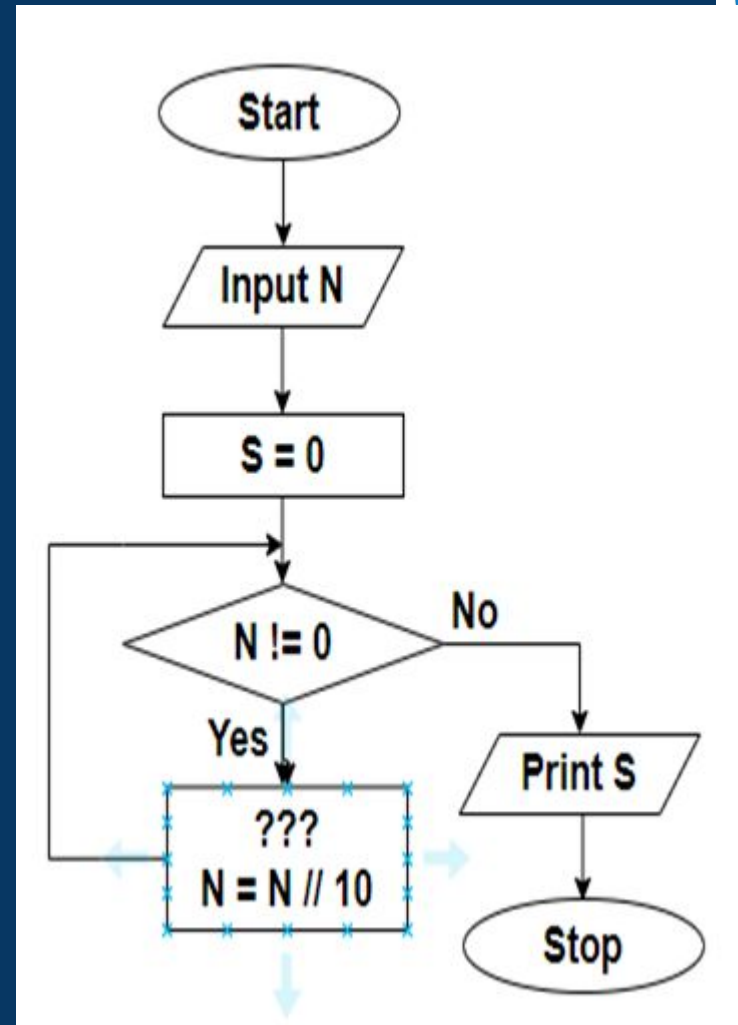 Start
Input N
S = 0
N != 0
No
Yes
Print S
???
N = N // 10
Stop